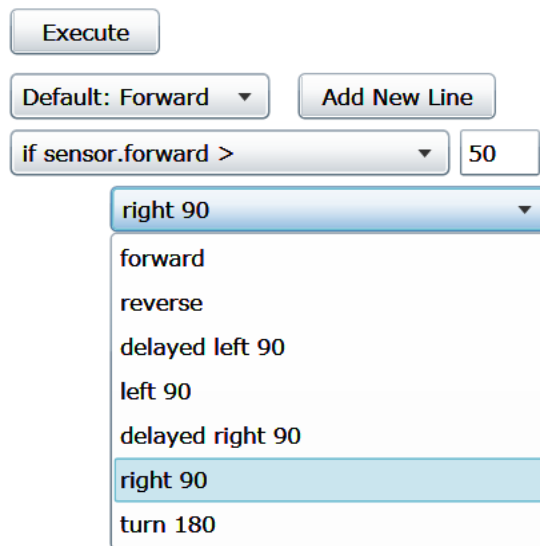 Execute
Default: Forward Add New Line
if sensor.forward > 50
right 90
forward
reverse
delayed left 90
left 90
delayed right 90
right 90
turn 180